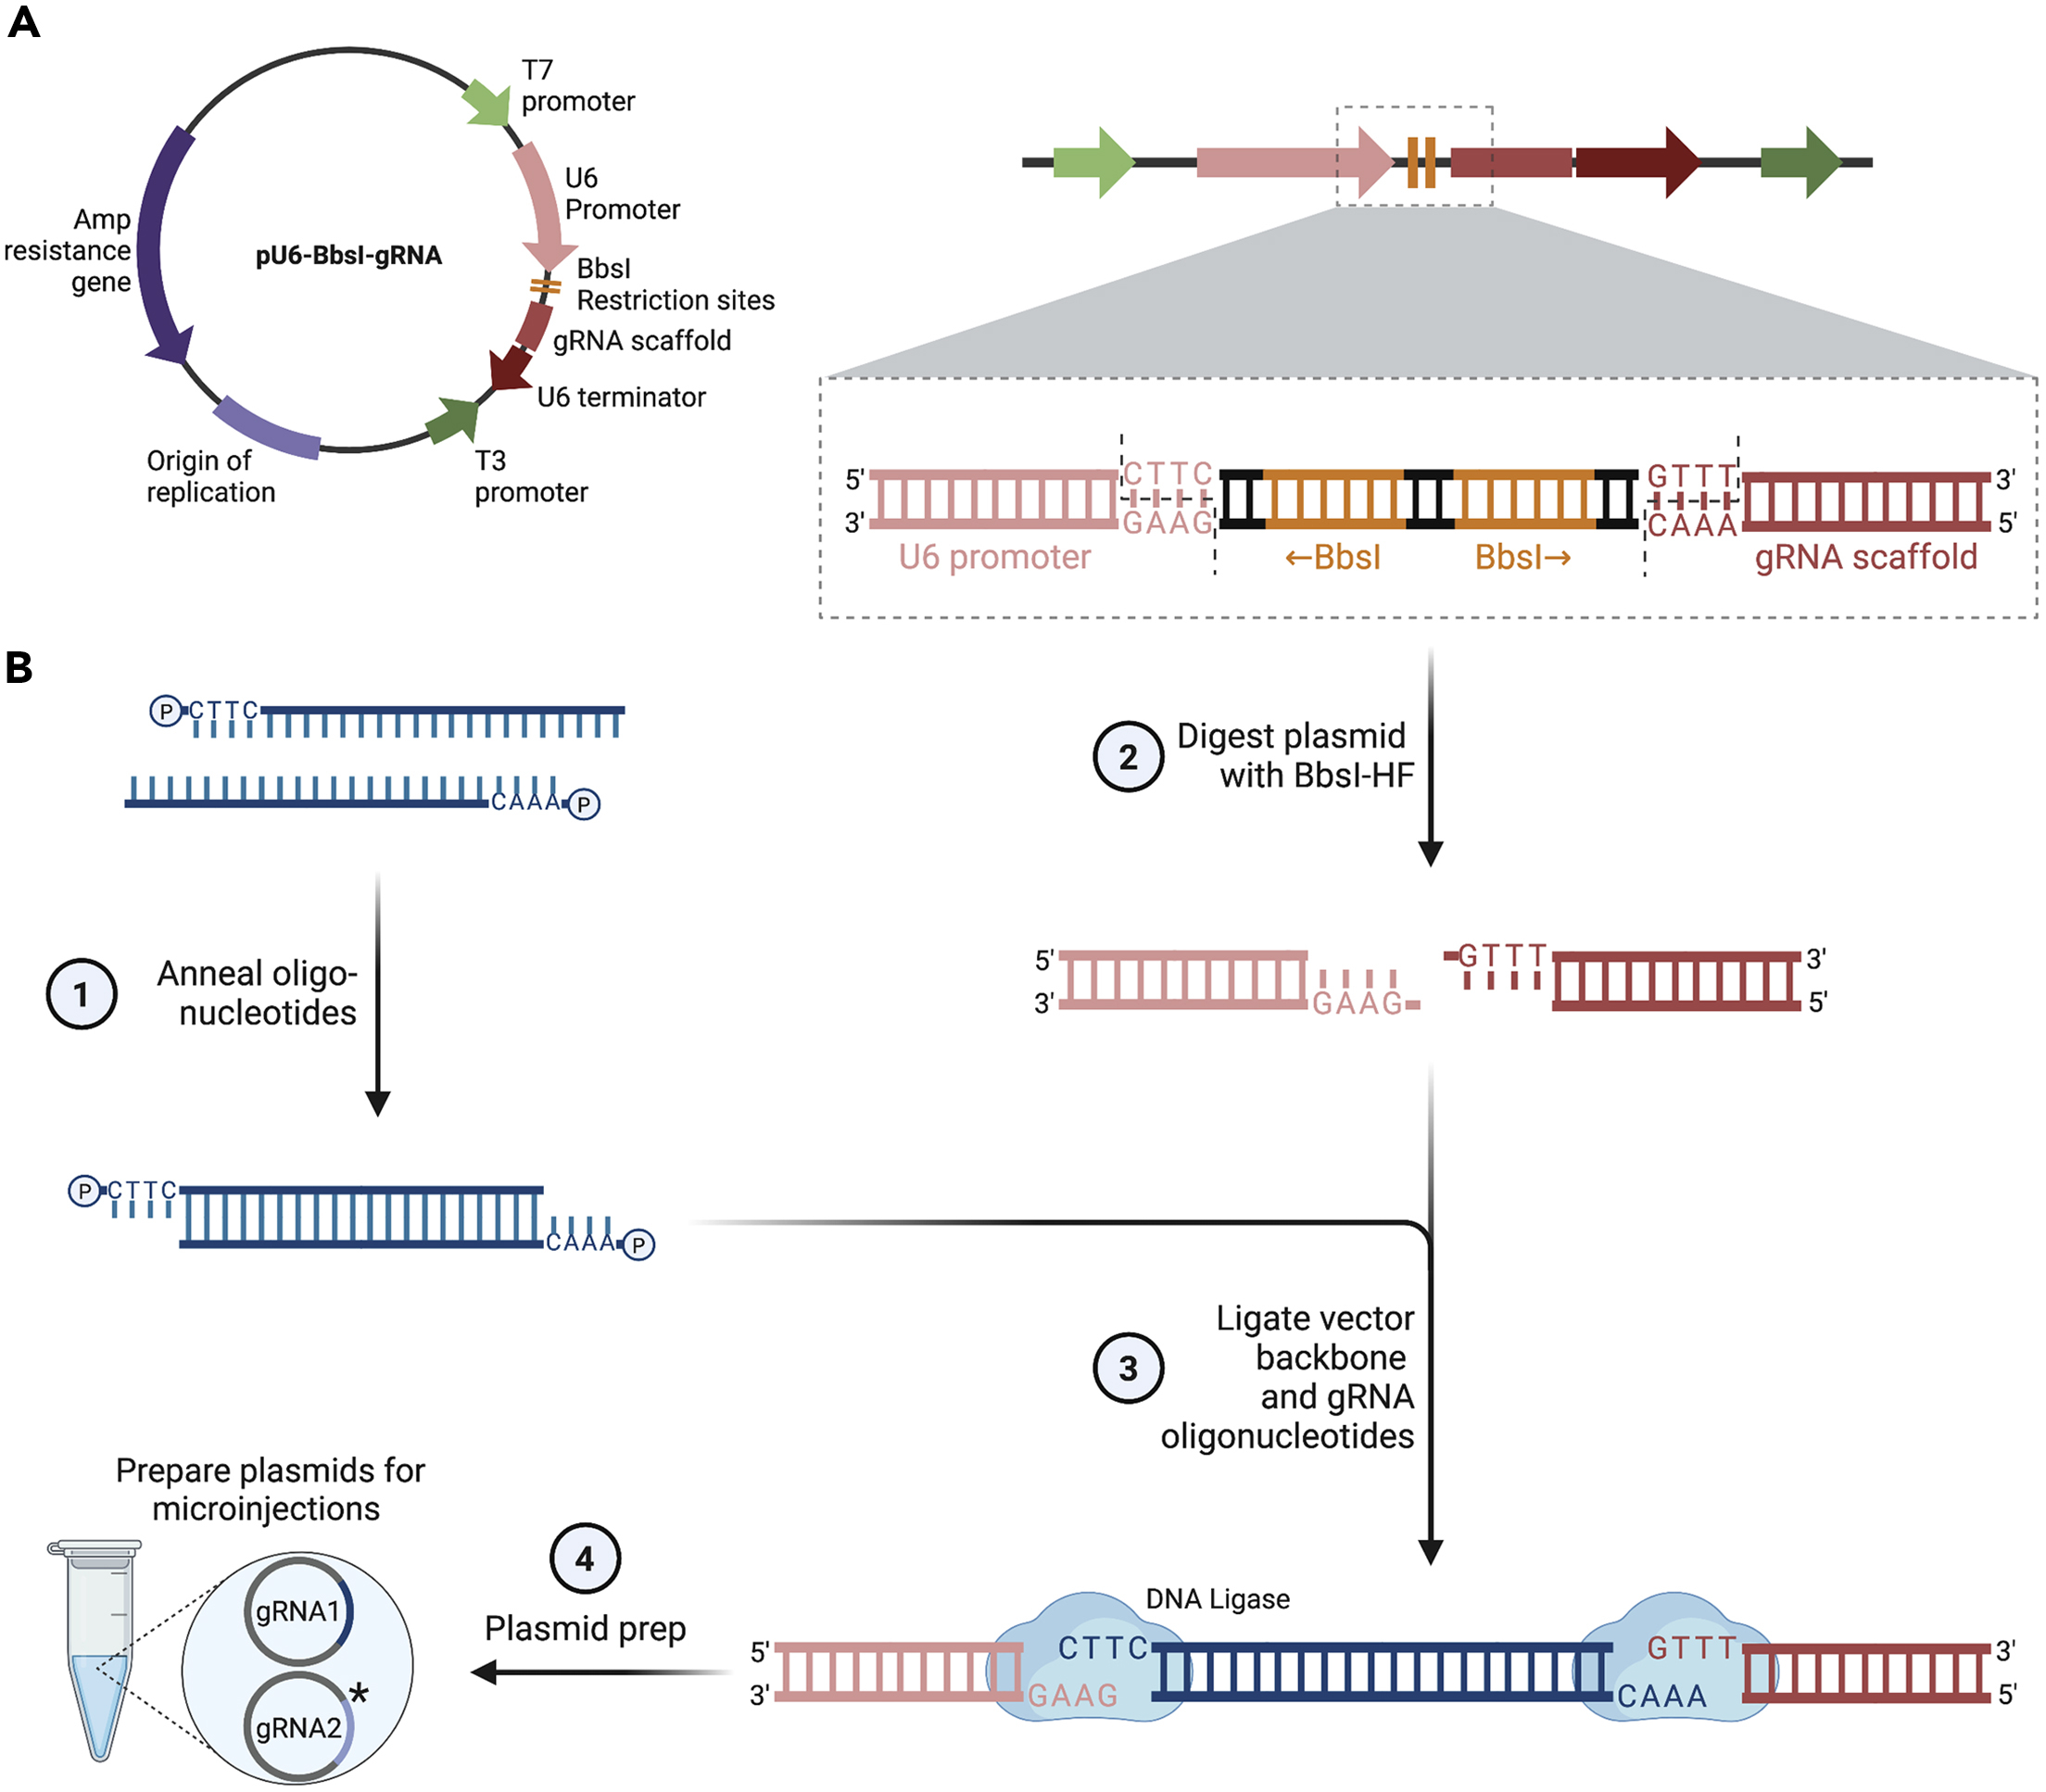 A
T7
promoter
U6
Promoter
BbsI
Restriction sites
gRNA scaffold
U6 terminator
T3
promoter
Origin of
replication
Amp
resistance
gene
pU6-BbsI-gRNA
5' CTTC GTTT 3'
3' GAAG CAAA 5'
U6 promoter ←BbsI BbsI→ gRNA scaffold
B
P CTTC
CAAA P
1 Anneal oligo-
nucleotides
P CTTC
CAAA P
2 Digest plasmid
with BbsI-HF
5' GTTT 3'
3' GAAG 5'
3 Ligate vector
backbone
and gRNA
oligonucleotides
DNA Ligase
5' CTTC GTTT 3'
3' GAAG CAAA 5'
4
Plasmid prep
Prepare plasmids for
microinjections
gRNA1
*
gRNA2